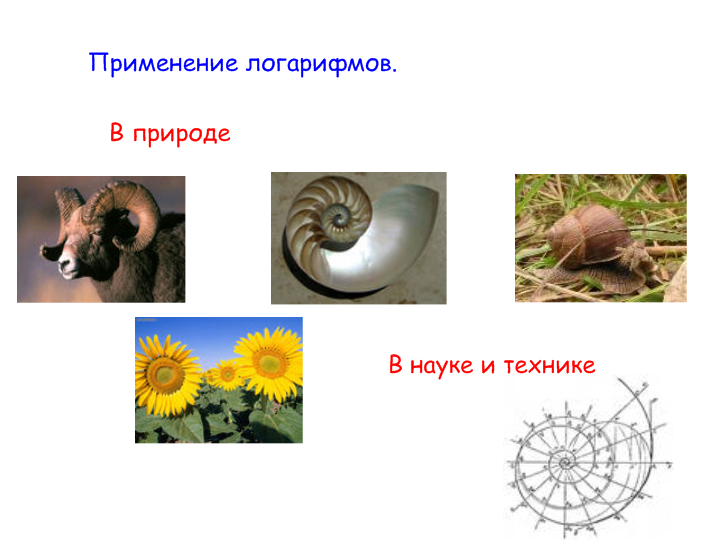 Применение логарифмов.
В природе
В науке и технике